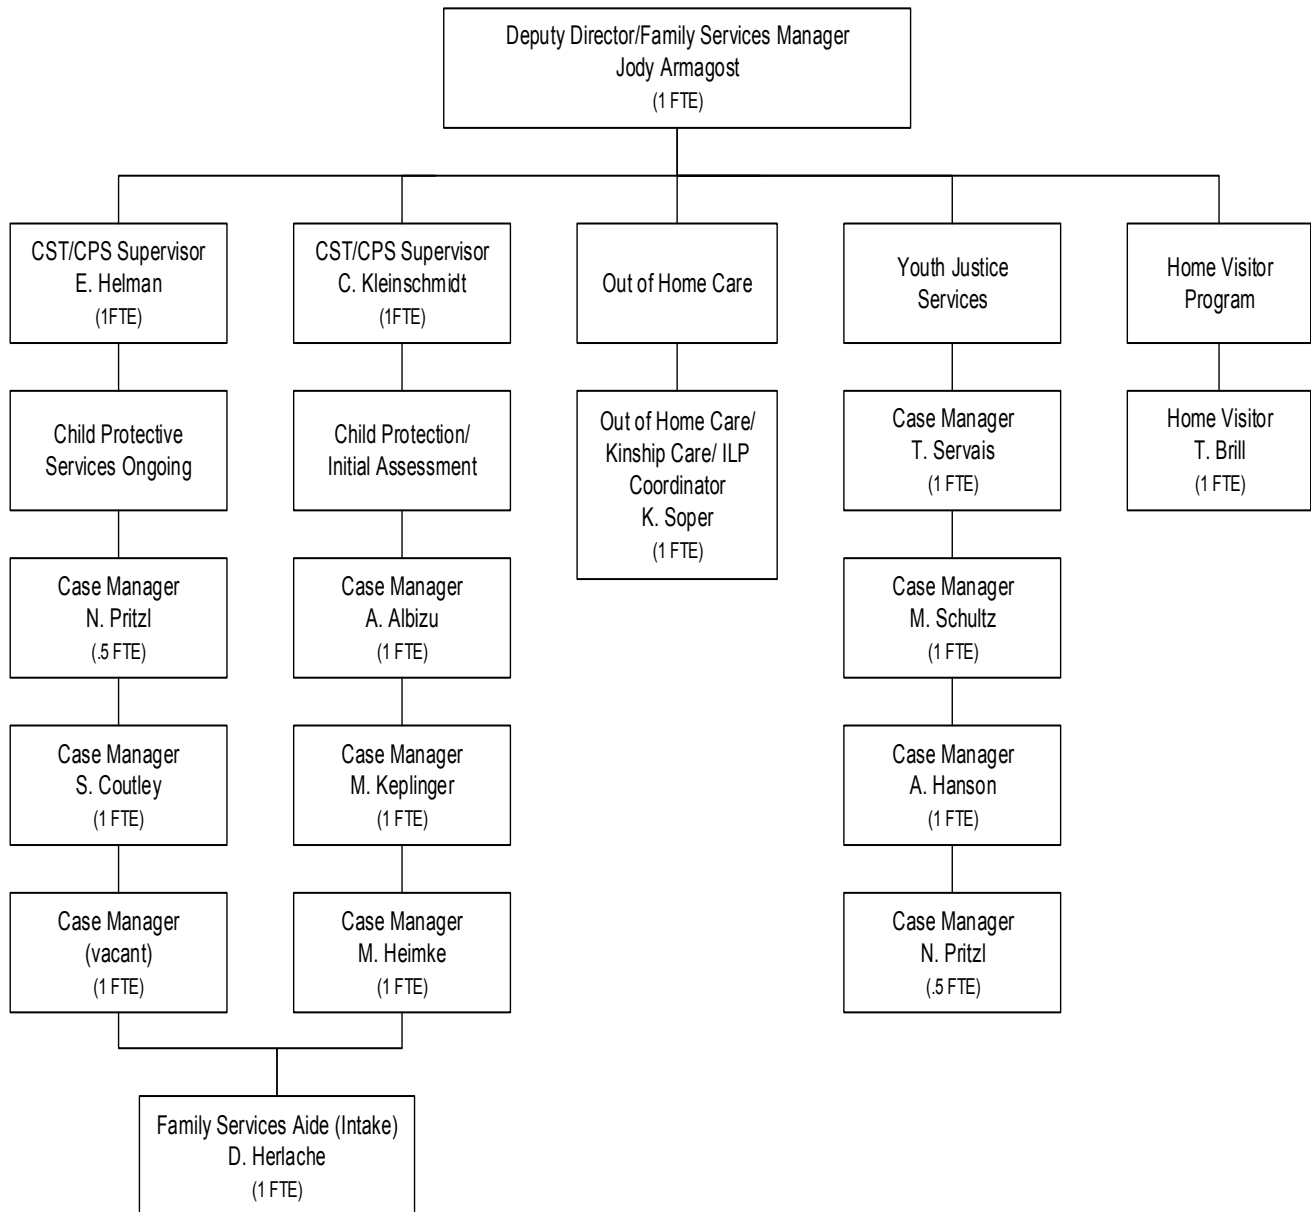 Deputy Director/Family Services Manager
Jody Armagost
(1 FTE)
CST/CPS Supervisor
E. Helman
(1FTE)
CST/CPS Supervisor
C. Kleinschmidt
(1FTE)
Out of Home Care
Youth Justice
Services
Home Visitor
Program
Child Protective
Services Ongoing
Child Protection/
Initial Assessment
Out of Home Care/
Kinship Care/ ILP
Coordinator
K. Soper
(1 FTE)
Case Manager
T. Servais
(1 FTE)
Home Visitor
T. Brill
(1 FTE)
Case Manager
N. Pritzl
(.5 FTE)
Case Manager
A. Albizu
(1 FTE)
Case Manager
M. Schultz
(1 FTE)
Case Manager
S. Coutley
(1 FTE)
Case Manager
M. Keplinger
(1 FTE)
Case Manager
A. Hanson
(1 FTE)
Case Manager
(vacant)
(1 FTE)
Case Manager
M. Heimke
(1 FTE)
Case Manager
N. Pritzl
(.5 FTE)
Family Services Aide (Intake)
D. Herlache
(1 FTE)